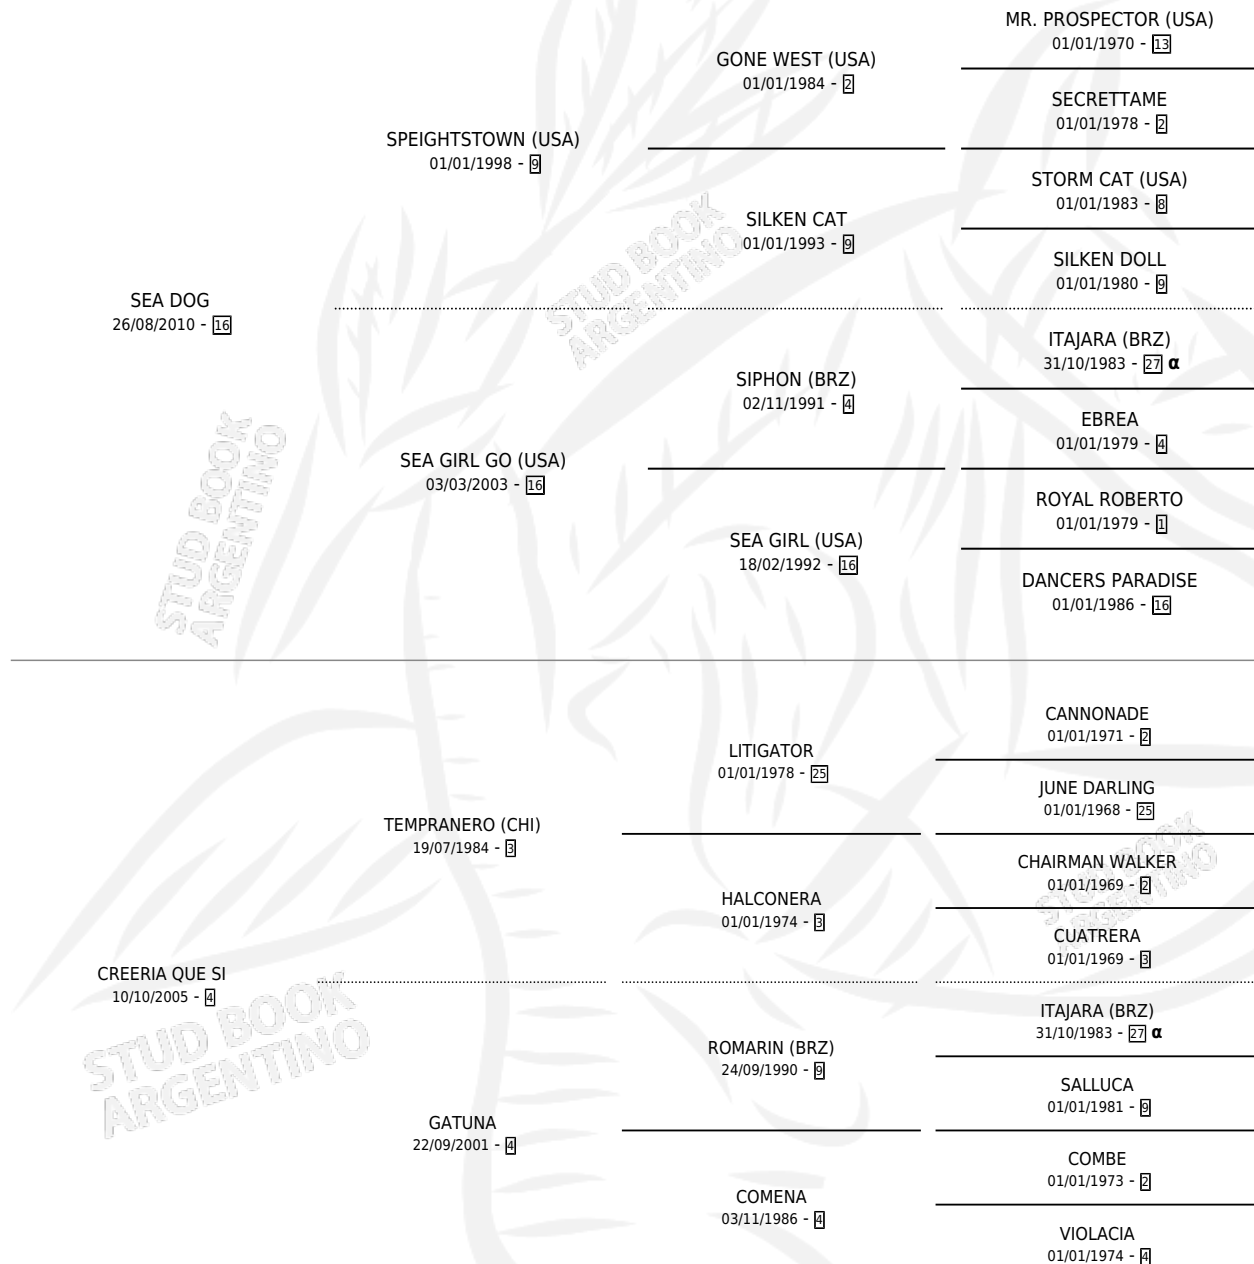 MR. PROSPECTOR (USA)
01/01/1970 - 13
GONE WEST (USA)
01/01/1984 - 2
SECRETTAME
01/01/1978 - 2
SPEIGHTSTOWN (USA)
01/01/1998 - 9
STORM CAT (USA)
01/01/1983 - 8
SILKEN CAT
01/01/1993 - 9
SILKEN DOLL
01/01/1980 - 9
STUD BOOK
ARGENTINO
SEA DOG
26/08/2010 - 16
ITAJARA (BRZ)
31/10/1983 - 27 α
SIPHON (BRZ)
02/11/1991 - 4
EBREA
01/01/1979 - 4
SEA GIRL GO (USA)
03/03/2003 - 16
ROYAL ROBERTO
01/01/1979 - 1
SEA GIRL (USA)
18/02/1992 - 16
DANCERS PARADISE
01/01/1986 - 16
STUD BOOK
ARGENTINO
CANNONADE
01/01/1971 - 2
LITIGATOR
01/01/1978 - 25
JUNE DARLING
01/01/1968 - 25
TEMPRANERO (CHI)
19/07/1984 - 3
CHAIRMAN WALKER
01/01/1969 - 2
HALCONERA
01/01/1974 - 3
CUATRERA
01/01/1969 - 3
STUD BOOK
ARGENTINO
CREERIA QUE SI
10/10/2005 - 4
ITAJARA (BRZ)
31/10/1983 - 27 α
ROMARIN (BRZ)
24/09/1990 - 9
SALLUCA
01/01/1981 - 9
STUD BOOK
ARGENTINO
GATUNA
22/09/2001 - 4
COMBE
01/01/1973 - 2
COMENA
03/11/1986 - 4
VIOLACIA
01/01/1974 - 4